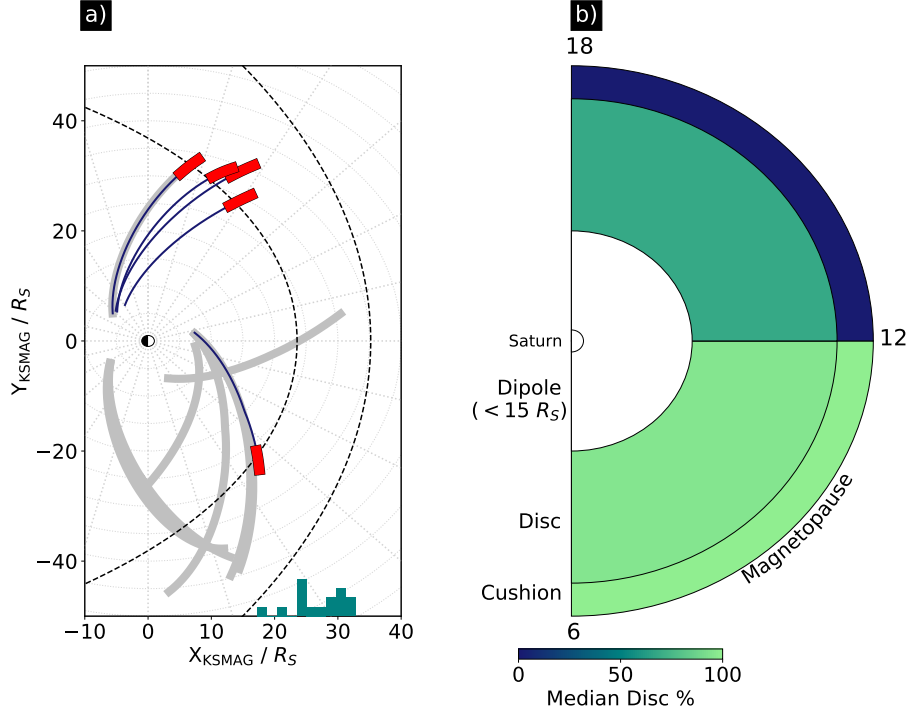 a)
b)
18
40
20
0
−20
−40
Y_KSMAG / R_S
−10 0 10 20 30 40
X_KSMAG / R_S
Saturn
12
Dipole
(< 15 R_S)
Disc
Magnetopause
Cushion
6
0 50 100
Median Disc %